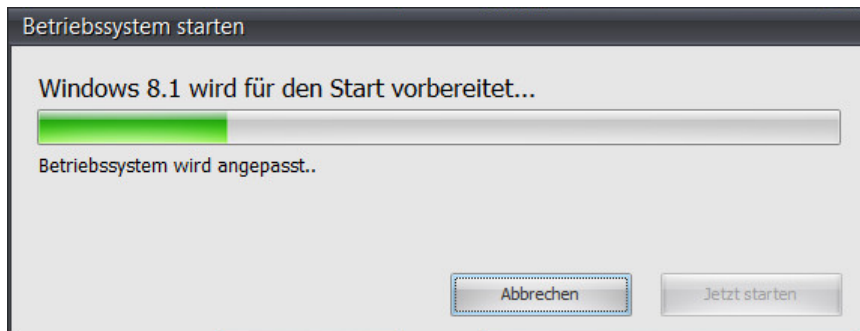 Betriebssystem starten
Windows 8.1 wird für den Start vorbereitet...
Betriebssystem wird angepasst..
Abbrechen
Jetzt starten